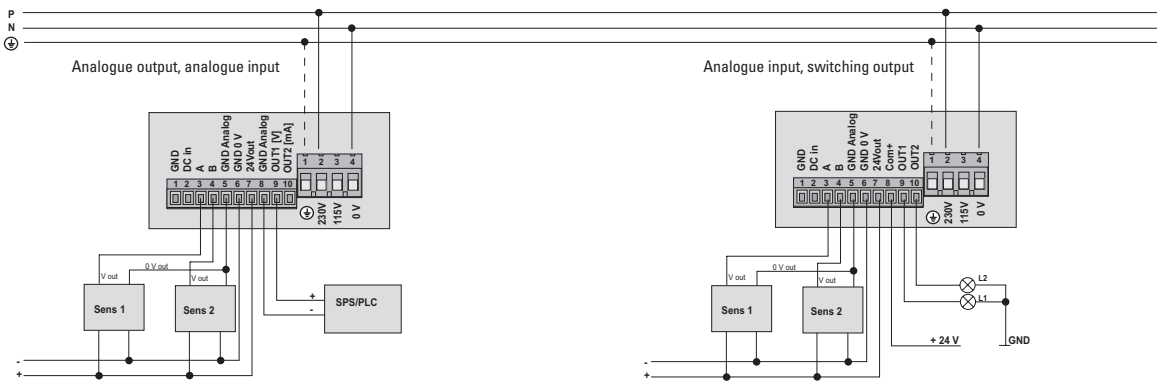 P
N
Analogue output, analogue input
GND
DC in
A
B
GND Analog
GND 0 V
24Vout
GND Analog
OUT1 [V]
OUT2 [mA]
1 2 3 4 5 6 7 8 9 10
1 2 3 4
230V
115V
0 V
V out
0 V out
V out
Sens 1
Sens 2
+
-
SPS/PLC
-
+
Analogue input, switching output
GND
DC in
A
B
GND Analog
GND 0 V
24Vout
Com+
OUT1
OUT2
1 2 3 4 5 6 7 8 9 10
1 2 3 4
230V
115V
0 V
V out
0 V out
V out
Sens 1
Sens 2
L2
L1
+ 24 V
GND
-
+